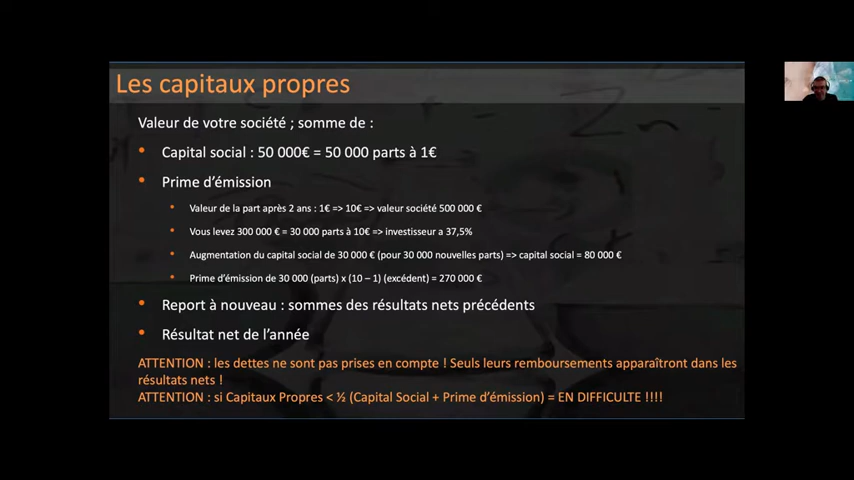 Les capitaux propres
Valeur de votre société ; somme de :
• Capital social : 50 000€ = 50 000 parts à 1€
• Prime d'émission
• Valeur de la part après 2 ans : 1€ => 10€ => valeur société 500 000 €
• Vous levez 300 000 € = 30 000 parts à 10€ => investisseur a 37,5%
• Augmentation du capital social de 30 000 € (pour 30 000 nouvelles parts) => capital social = 80 000 €
• Prime d'émission de 30 000 (parts) x (10 – 1) (excédent) = 270 000 €
• Report à nouveau : sommes des résultats nets précédents
• Résultat net de l'année
ATTENTION : les dettes ne sont pas prises en compte ! Seuls leurs remboursements apparaîtront dans les
résultats nets !
ATTENTION : si Capitaux Propres < ½ (Capital Social + Prime d'émission) = EN DIFFICULTE !!!!